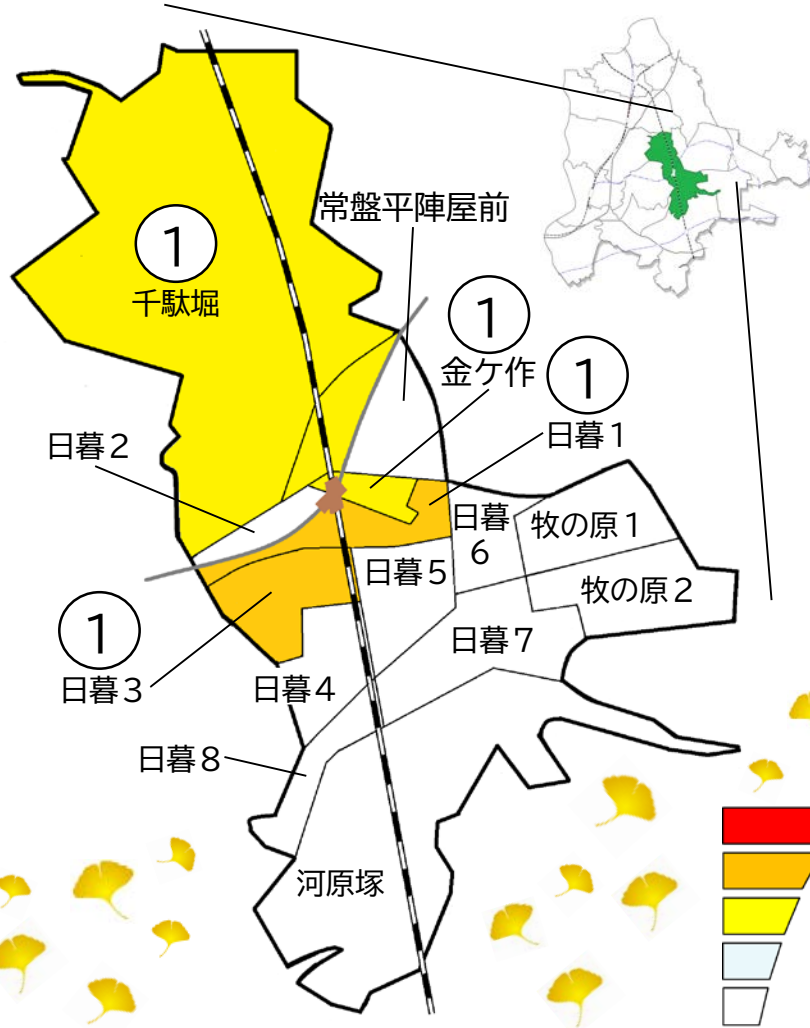 常盤平陣屋前
1
千駄堀
1
金ケ作
1
日暮1
日暮2
日暮
6
牧の原1
日暮5
牧の原2
1
日暮3
日暮7
日暮4
日暮8
河原塚